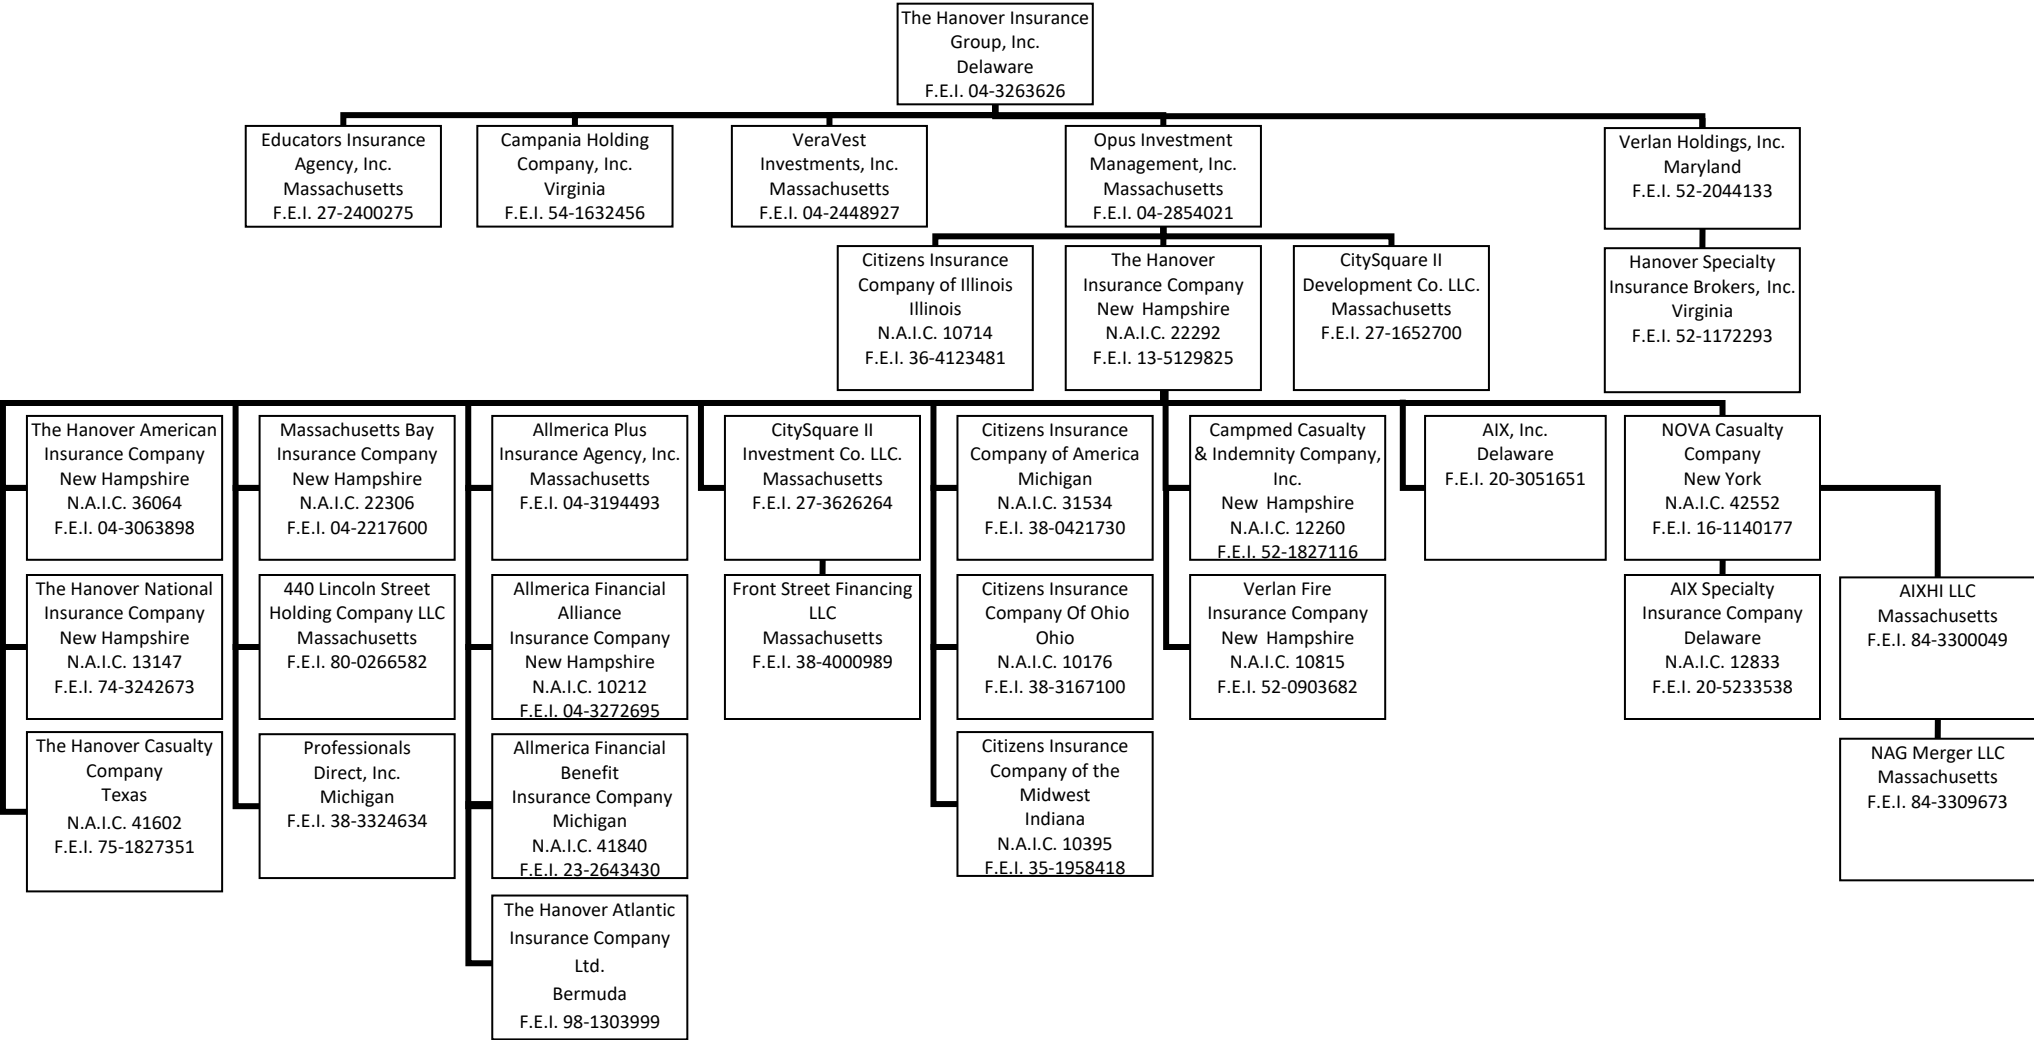 The Hanover Insurance
Group, Inc.
Delaware
F.E.I. 04-3263626
Educators Insurance
Agency, Inc.
Massachusetts
F.E.I. 27-2400275
Campania Holding
Company, Inc.
Virginia
F.E.I. 54-1632456
VeraVest
Investments, Inc.
Massachusetts
F.E.I. 04-2448927
Opus Investment
Management, Inc.
Massachusetts
F.E.I. 04-2854021
Verlan Holdings, Inc.
Maryland
F.E.I. 52-2044133
Citizens Insurance
Company of Illinois
Illinois
N.A.I.C. 10714
F.E.I. 36-4123481
The Hanover
Insurance Company
New Hampshire
N.A.I.C. 22292
F.E.I. 13-5129825
CitySquare II
Development Co. LLC.
Massachusetts
F.E.I. 27-1652700
Hanover Specialty
Insurance Brokers, Inc.
Virginia
F.E.I. 52-1172293
The Hanover American
Insurance Company
New Hampshire
N.A.I.C. 36064
F.E.I. 04-3063898
Massachusetts Bay
Insurance Company
New Hampshire
N.A.I.C. 22306
F.E.I. 04-2217600
Allmerica Plus
Insurance Agency, Inc.
Massachusetts
F.E.I. 04-3194493
CitySquare II
Investment Co. LLC.
Massachusetts
F.E.I. 27-3626264
Citizens Insurance
Company of America
Michigan
N.A.I.C. 31534
F.E.I. 38-0421730
Campmed Casualty
& Indemnity Company,
Inc.
New Hampshire
N.A.I.C. 12260
F.E.I. 52-1827116
AIX, Inc.
Delaware
F.E.I. 20-3051651
NOVA Casualty
Company
New York
N.A.I.C. 42552
F.E.I. 16-1140177
The Hanover National
Insurance Company
New Hampshire
N.A.I.C. 13147
F.E.I. 74-3242673
440 Lincoln Street
Holding Company LLC
Massachusetts
F.E.I. 80-0266582
Allmerica Financial
Alliance
Insurance Company
New Hampshire
N.A.I.C. 10212
F.E.I. 04-3272695
Front Street Financing
LLC
Massachusetts
F.E.I. 38-4000989
Citizens Insurance
Company Of Ohio
Ohio
N.A.I.C. 10176
F.E.I. 38-3167100
Verlan Fire
Insurance Company
New Hampshire
N.A.I.C. 10815
F.E.I. 52-0903682
AIX Specialty
Insurance Company
Delaware
N.A.I.C. 12833
F.E.I. 20-5233538
AIXHI LLC
Massachusetts
F.E.I. 84-3300049
The Hanover Casualty
Company
Texas
N.A.I.C. 41602
F.E.I. 75-1827351
Professionals
Direct, Inc.
Michigan
F.E.I. 38-3324634
Allmerica Financial
Benefit
Insurance Company
Michigan
N.A.I.C. 41840
F.E.I. 23-2643430
Citizens Insurance
Company of the
Midwest
Indiana
N.A.I.C. 10395
F.E.I. 35-1958418
NAG Merger LLC
Massachusetts
F.E.I. 84-3309673
The Hanover Atlantic
Insurance Company
Ltd.
Bermuda
F.E.I. 98-1303999